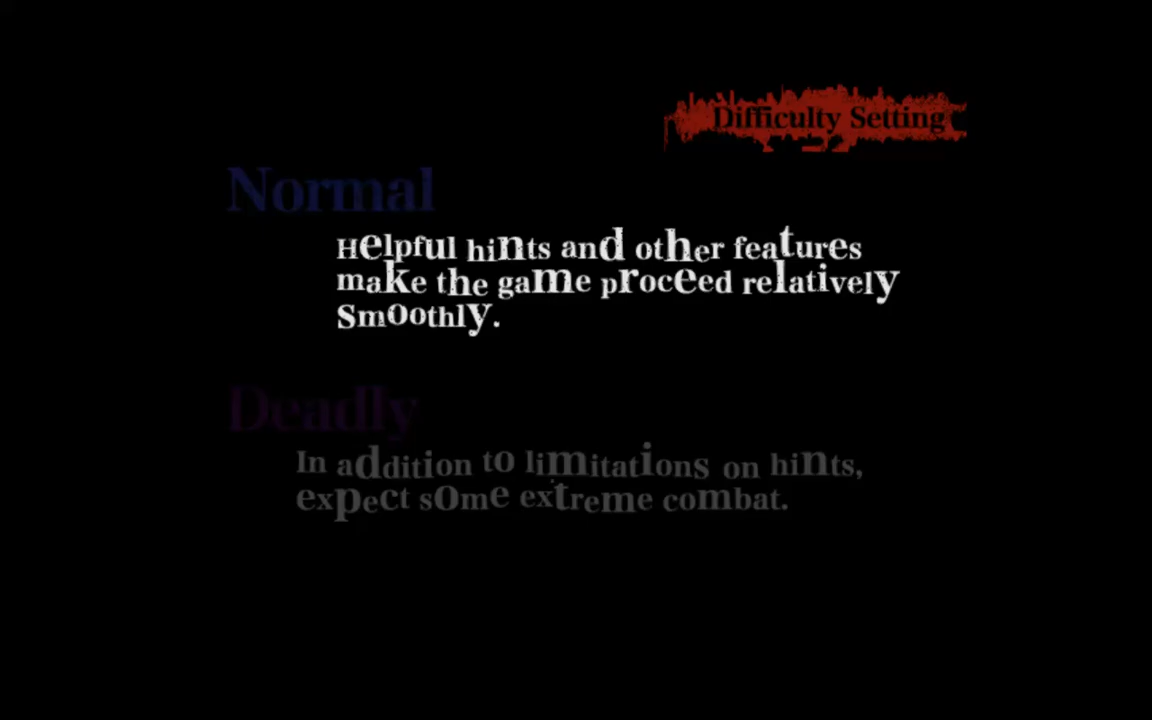 Difficulty Setting
Normal
Helpful hints and other features
make the game proceed relatively
smoothly.
Deadly
In addition to limitations on hints,
expect some extreme combat.